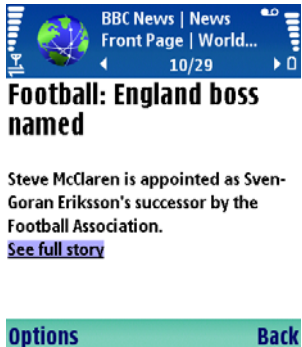 BBC News | News
Front Page | World...
10/29
Football: England boss
named
Steve McClaren is appointed as Sven-
Goran Eriksson's successor by the
Football Association.
See full story
Options Back